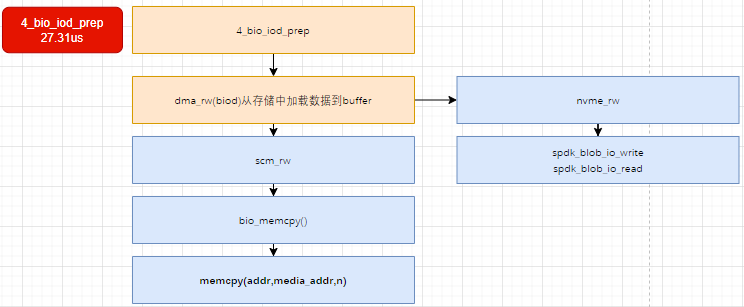 4_bio_iod_prep
27.31us
4_bio_iod_prep
dma_rw(biod)从存储中加载数据到buffer
nvme_rw
scm_rw
spdk_blob_io_write
spdk_blob_io_read
bio_memcpy()
memcpy(addr,media_addr,n)